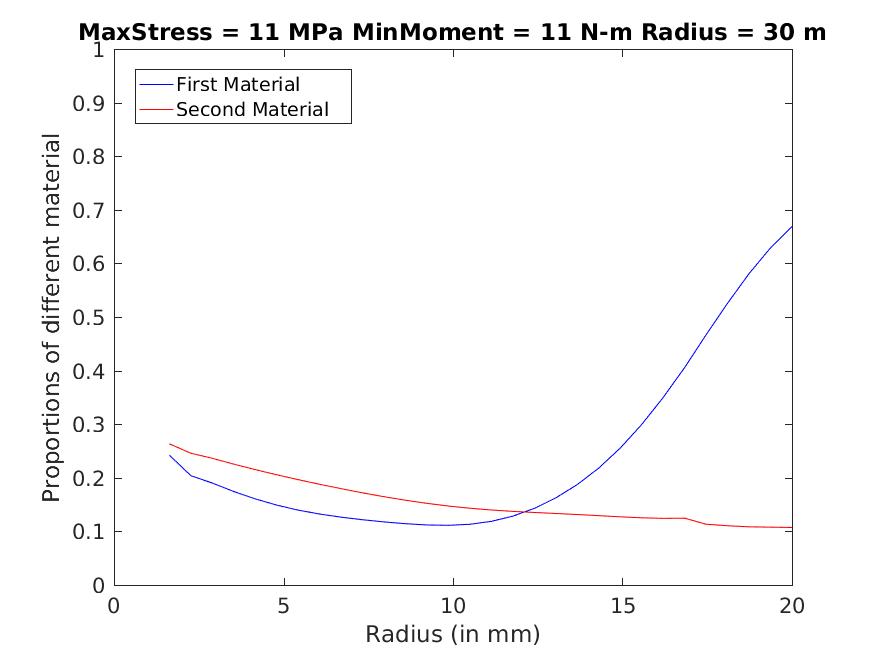 MaxStress = 11 MPa MinMoment = 11 N-m Radius = 30 m
1
First Material
Second Material
0.9
0.8
0.7
0.6
0.5
0.4
0.3
0.2
0.1
0
Proportions of different material
0 5 10 15 20
Radius (in mm)